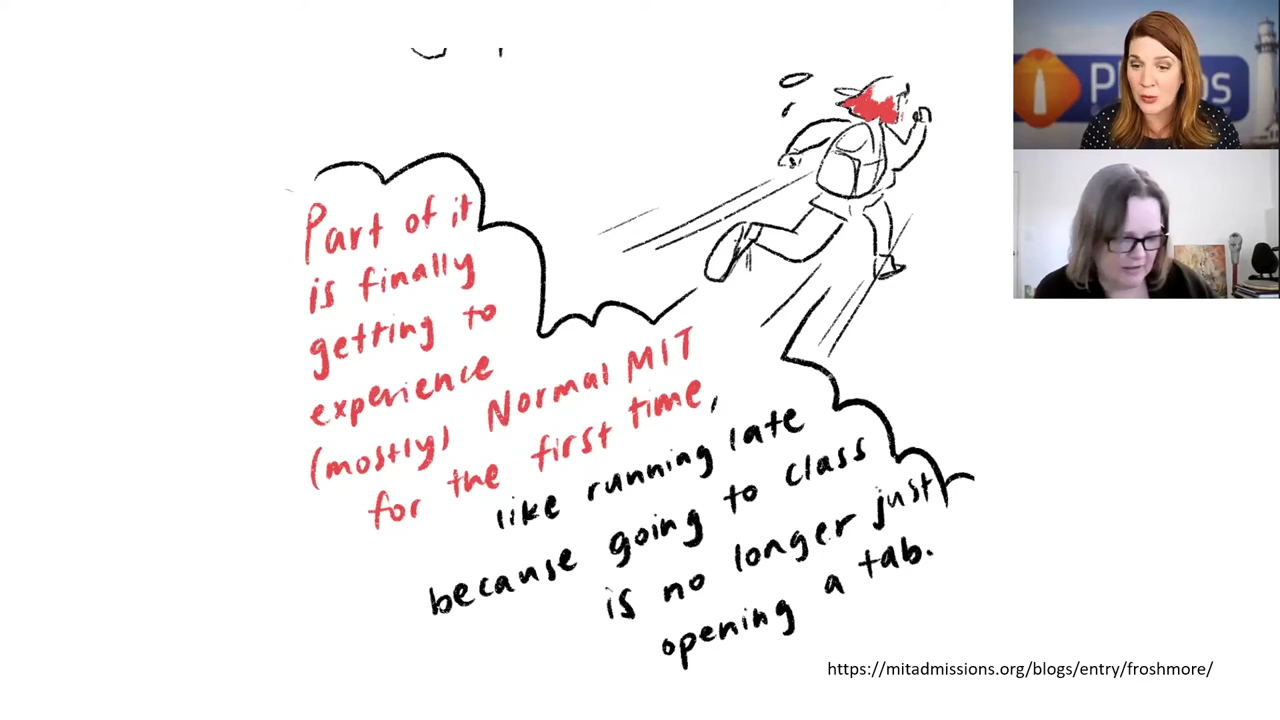 Part of it
is finally
getting to
experience
(mostly) Normal MIT
for the first time,
like running late
because going to class
is no longer just
opening a tab.
https://mitadmissions.org/blogs/entry/froshmore/